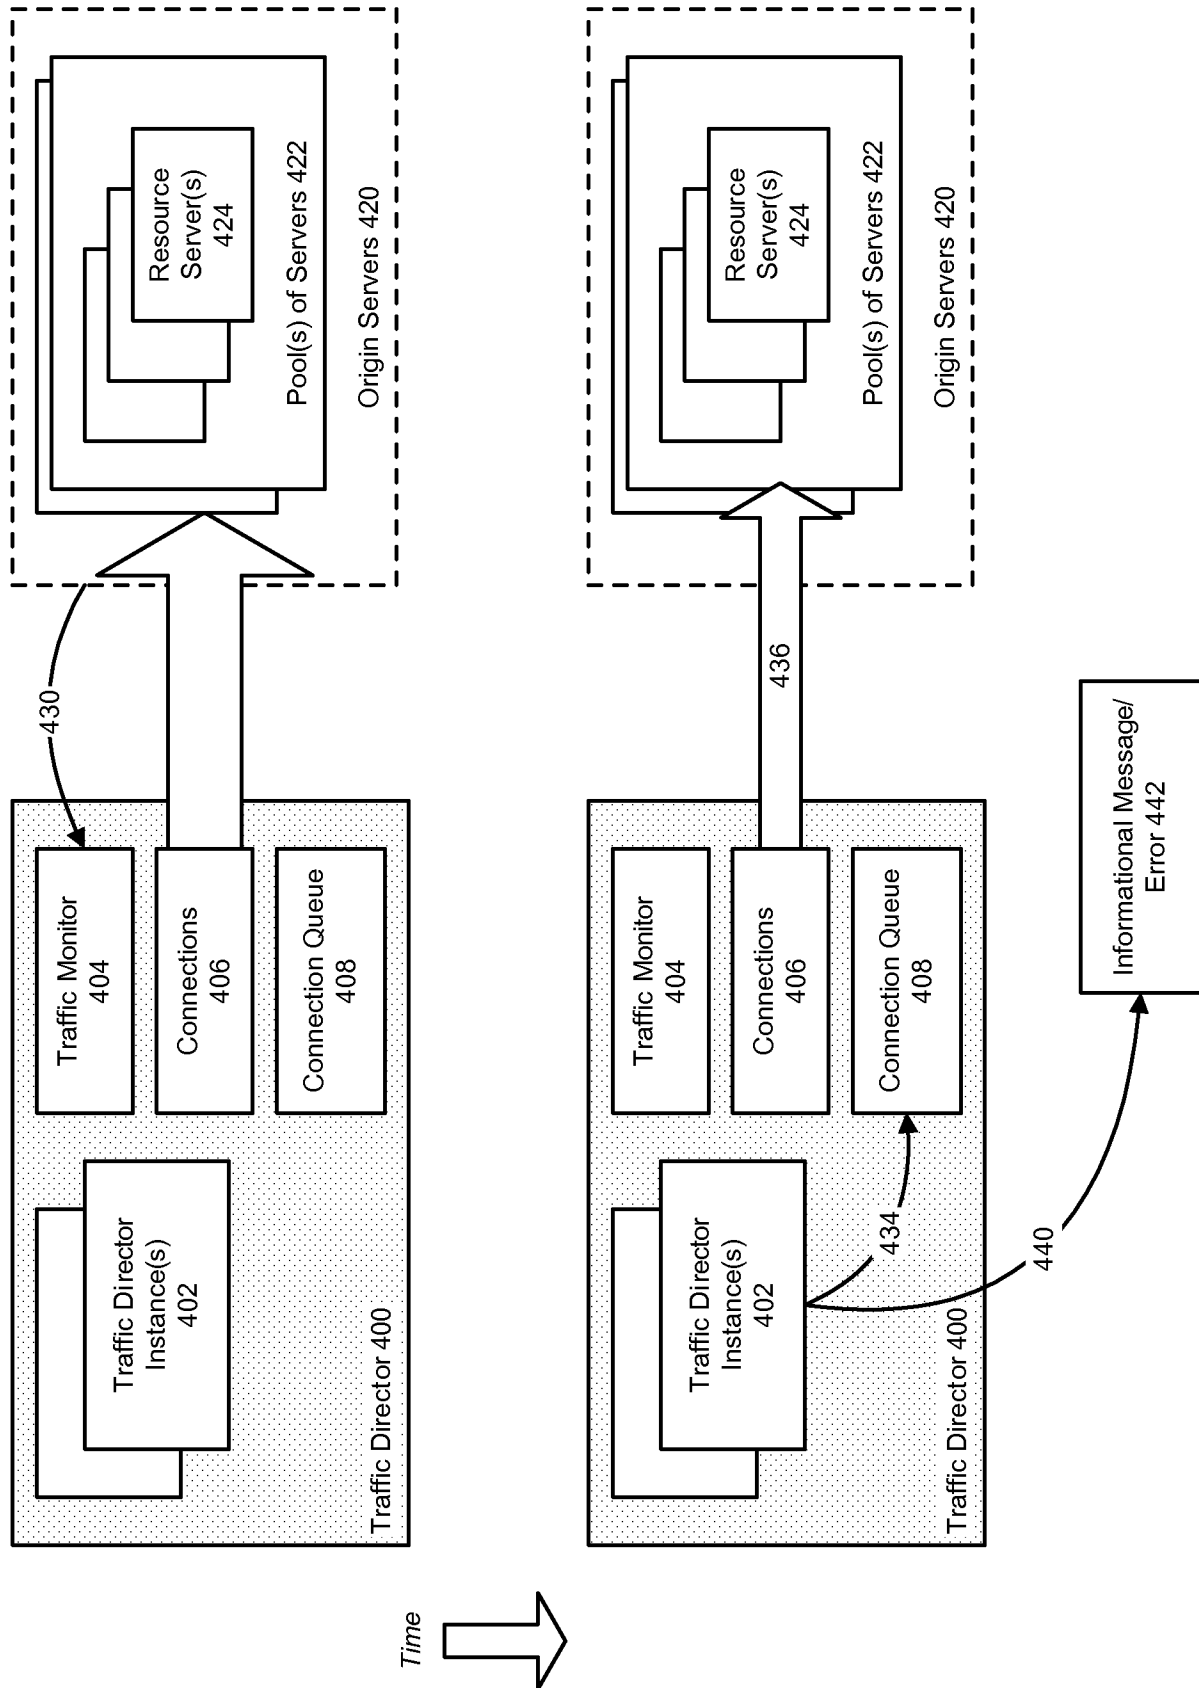 Traffic Director
Instance(s)
402
Traffic Monitor
404
Connections
406
Connection Queue
408
Traffic Director 400
430
Resource
Server(s)
424
Pool(s) of Servers 422
Origin Servers 420
Time
Traffic Director
Instance(s)
402
Traffic Monitor
404
Connections
406
Connection Queue
408
434
Traffic Director 400
436
Resource
Server(s)
424
Pool(s) of Servers 422
Origin Servers 420
440
Informational Message/
Error 442